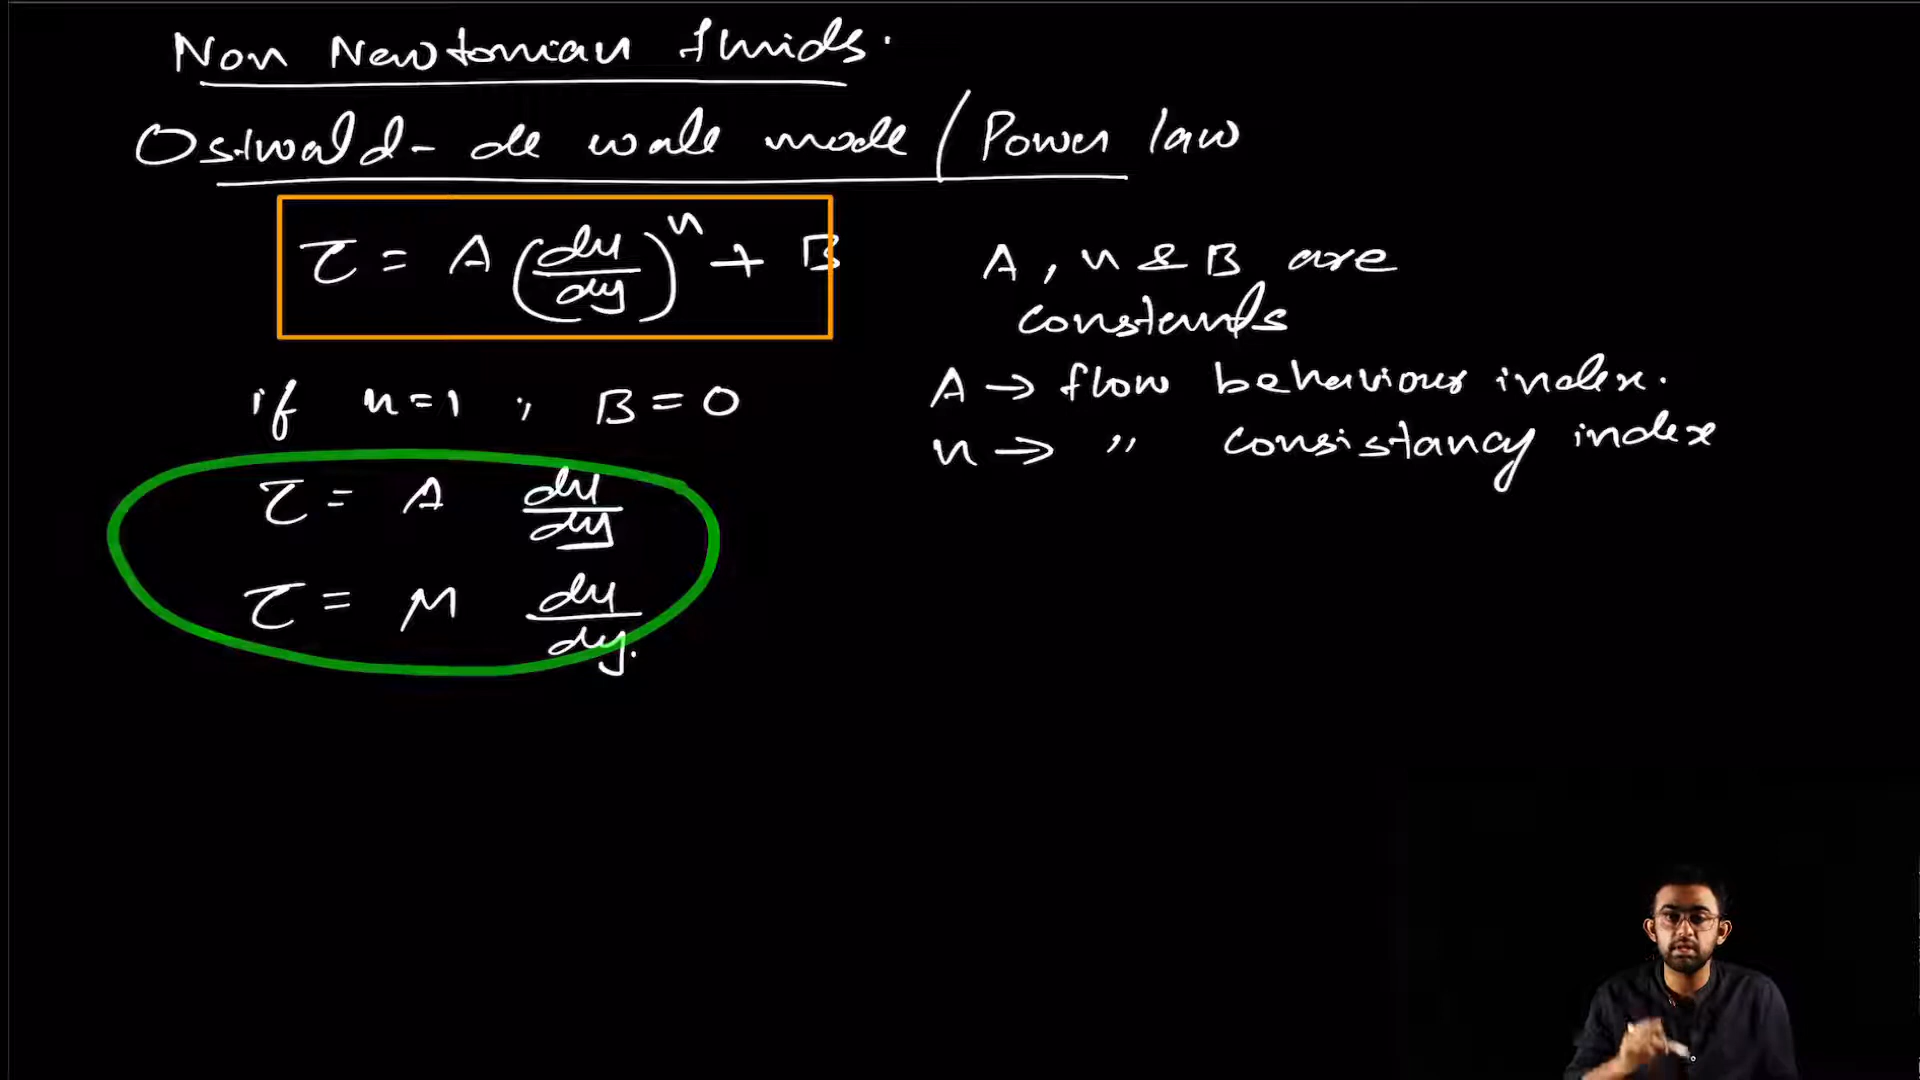 Non Newtonian fluids.
Ostwald - de wale mode / Power law
τ = A (du/dy)^n + B
A, n & B are
constants
A → flow behaviour index.
n → " consistancy index
if n=1 ; B=0
τ = A du/dy
τ = μ du/dy.